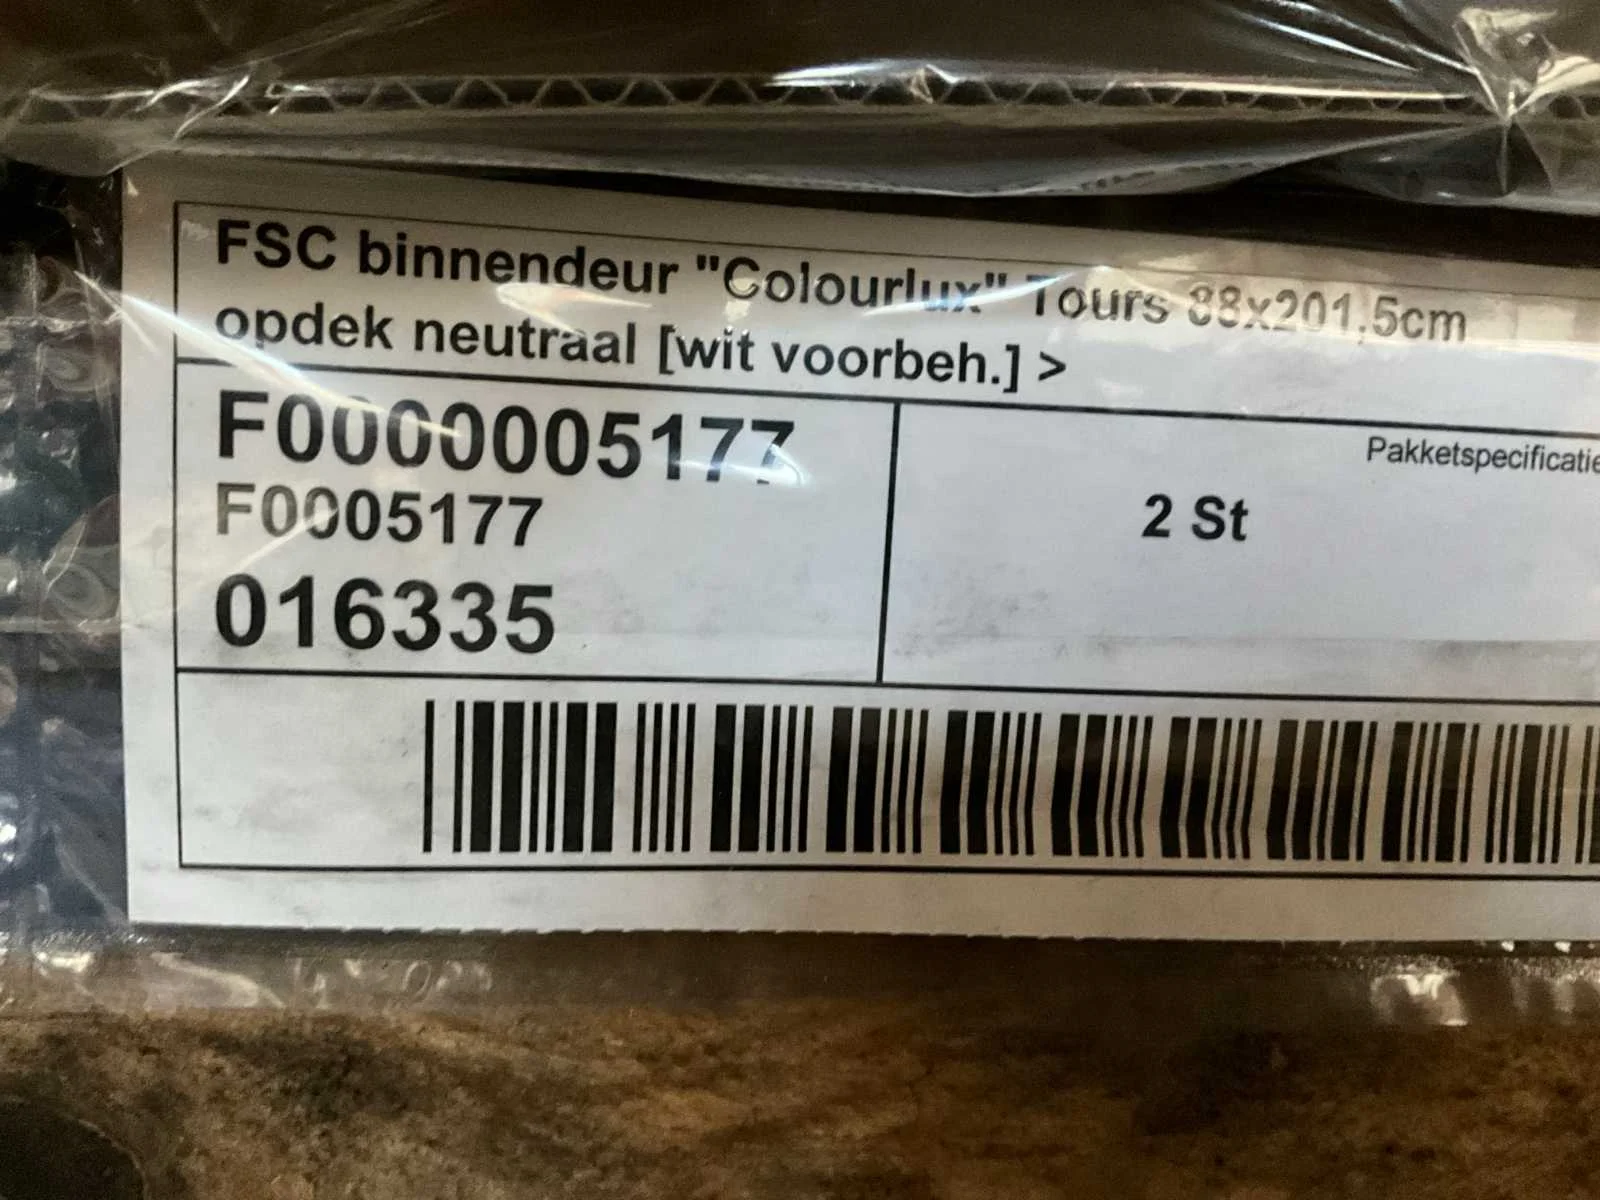 FSC binnendeur "Colourlux" Tours 88x201,5cm
opdek neutraal [wit voorbeh.] >
F0000005177
F0005177
016335
Pakketspecificatie
2 St